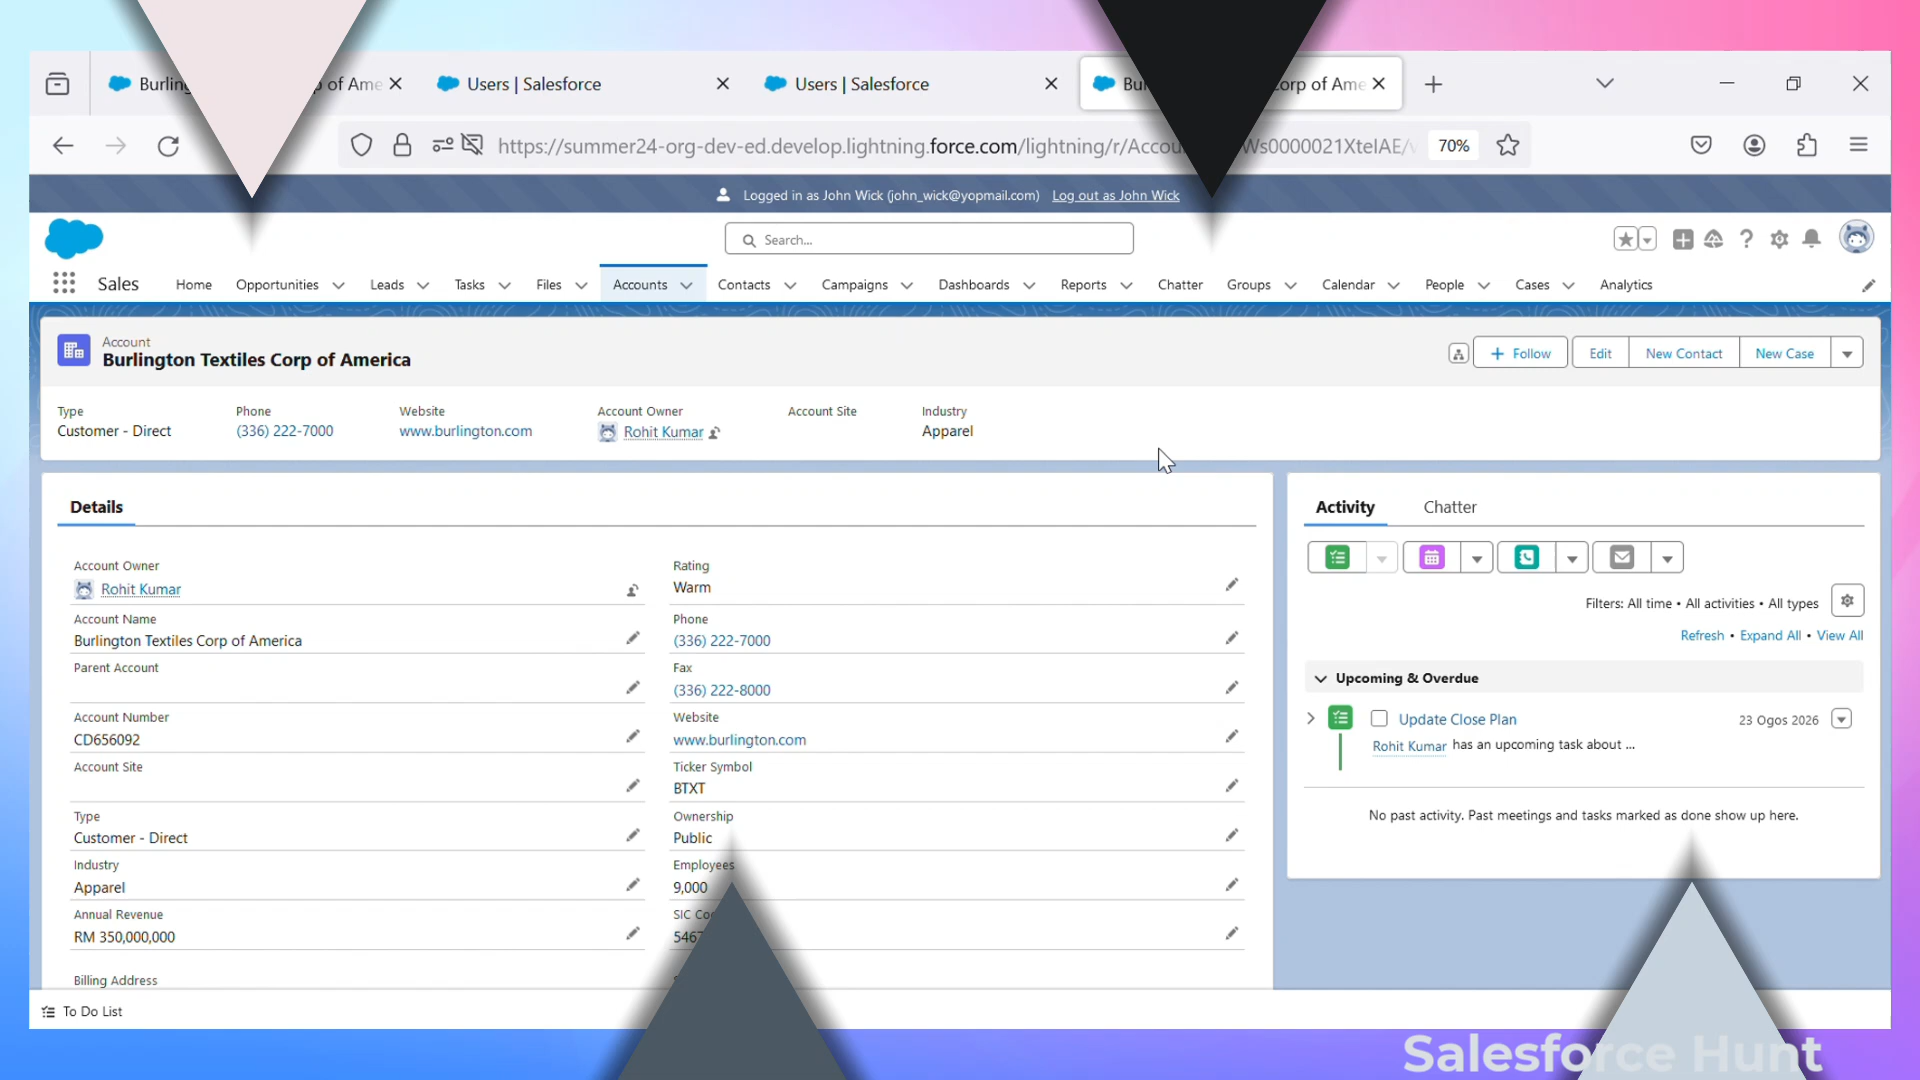 Burling
p of Ame
Users | Salesforce
Users | Salesforce
Bu
corp of Ame
https://summer24-org-dev-ed.develop.lightning.force.com/lightning/r/Accou
Ws0000021XteIAE/
70%
Logged in as John Wick (john_wick@yopmail.com) Log out as John Wick
Search...
Sales
Home
Opportunities
Leads
Tasks
Files
Accounts
Contacts
Campaigns
Dashboards
Reports
Chatter
Groups
Calendar
People
Cases
Analytics
Account
Burlington Textiles Corp of America
Follow
Edit
New Contact
New Case
Type
Phone
Website
Account Owner
Account Site
Industry
Customer - Direct
(336) 222-7000
www.burlington.com
Rohit Kumar
Apparel
Details
Account Owner
Rohit Kumar
Account Name
Burlington Textiles Corp of America
Parent Account
Account Number
CD656092
Account Site
Type
Customer - Direct
Industry
Apparel
Annual Revenue
RM 350,000,000
Billing Address
Rating
Warm
Phone
(336) 222-7000
Fax
(336) 222-8000
Website
www.burlington.com
Ticker Symbol
BTXT
Ownership
Public
Employees
9,000
SIC Co
546
Activity
Chatter
Filters: All time • All activities • All types
Refresh • Expand All • View All
Upcoming & Overdue
Update Close Plan
23 Ogos 2026
Rohit Kumar has an upcoming task about ...
No past activity. Past meetings and tasks marked as done show up here.
To Do List
Salesforce Hunt